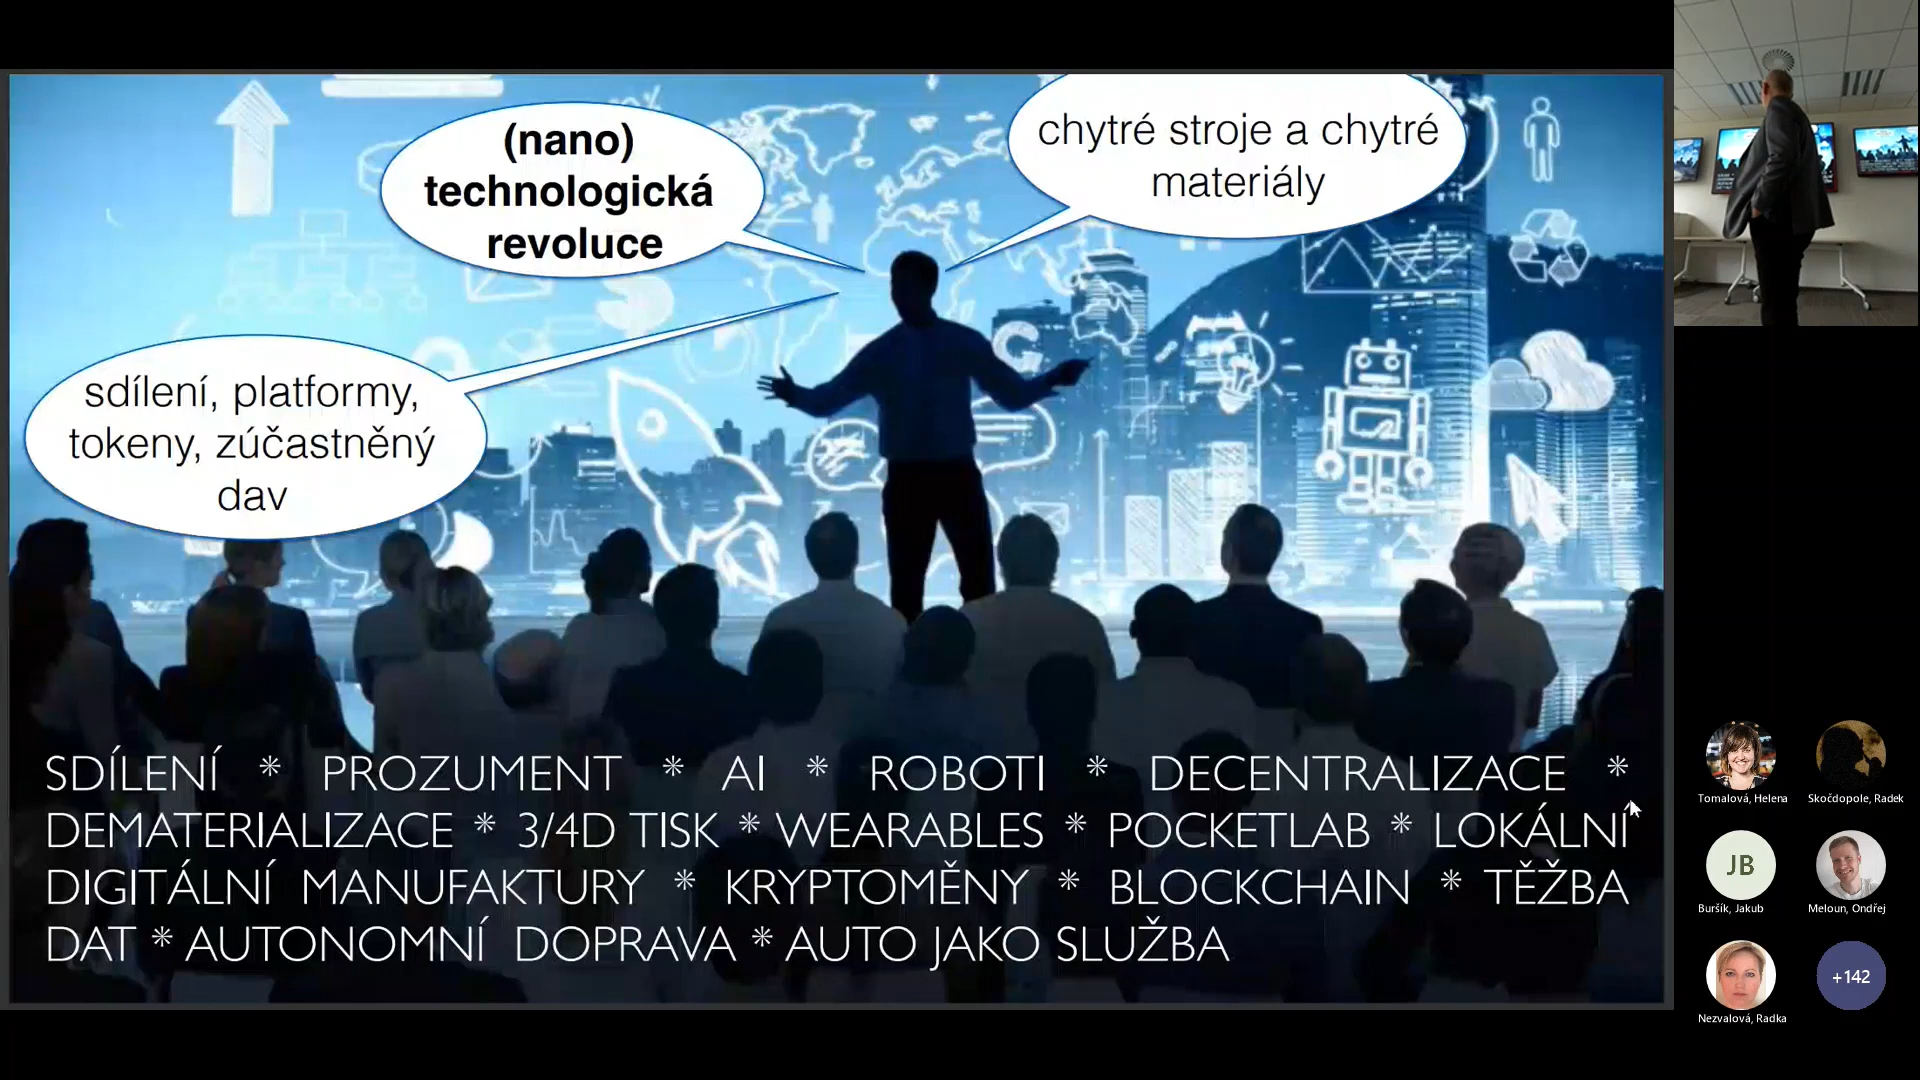 (nano)
technologická
revoluce
chytré stroje a chytré
materiály
sdílení, platformy,
tokeny, zúčastněný
dav
SDÍLENÍ * PROZUMENT * AI * ROBOTI * DECENTRALIZACE *
DEMATERIALIZACE * 3/4D TISK * WEARABLES * POCKETLAB * LOKÁLNÍ
DIGITÁLNÍ MANUFAKTURY * KRYPTOMĚNY * BLOCKCHAIN * TĚŽBA
DAT * AUTONOMNÍ DOPRAVA * AUTO JAKO SLUŽBA
Tomalová, Helena
Skočdopole, Radek
JB
Buršík, Jakub
Meloun, Ondřej
Nezvalová, Radka
+142